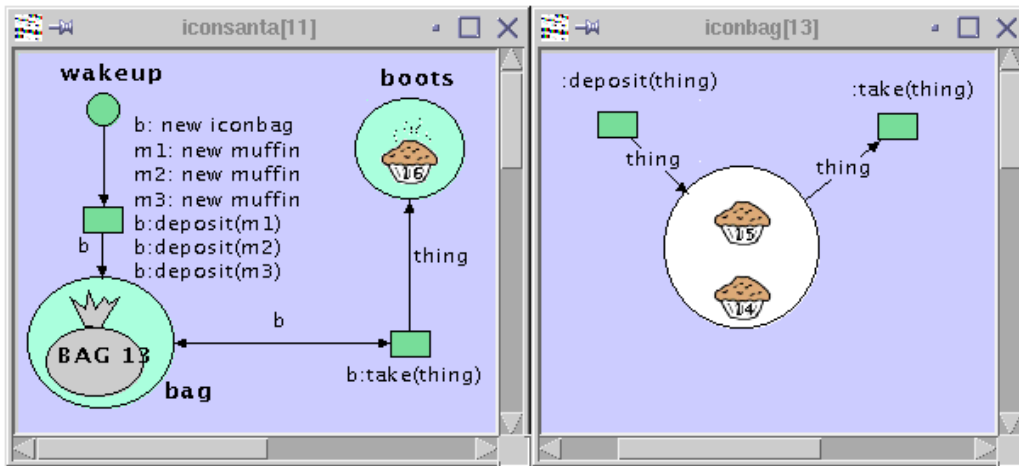 iconsanta[11]
wakeup
boots
b: new iconbag
m1: new muffin
m2: new muffin
m3: new muffin
b:deposit(m1)
b:deposit(m2)
b:deposit(m3)
16
b
thing
b
BAG 13
bag
b:take(thing)
iconbag[13]
:deposit(thing)
:take(thing)
thing
thing
15
14